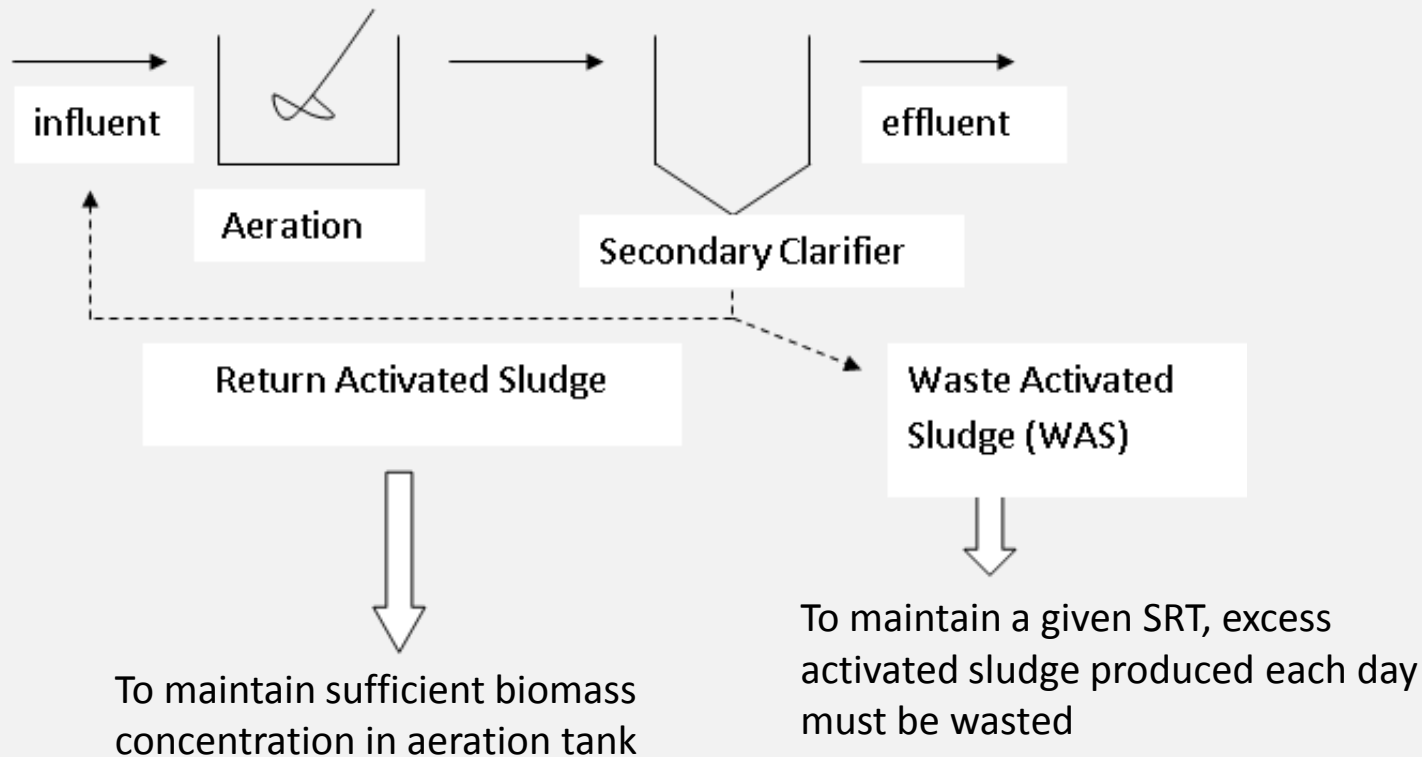 influent
effluent
Aeration
Secondary Clarifier
Return Activated Sludge
Waste Activated
Sludge (WAS)
To maintain sufficient biomass
concentration in aeration tank
To maintain a given SRT, excess
activated sludge produced each day
must be wasted